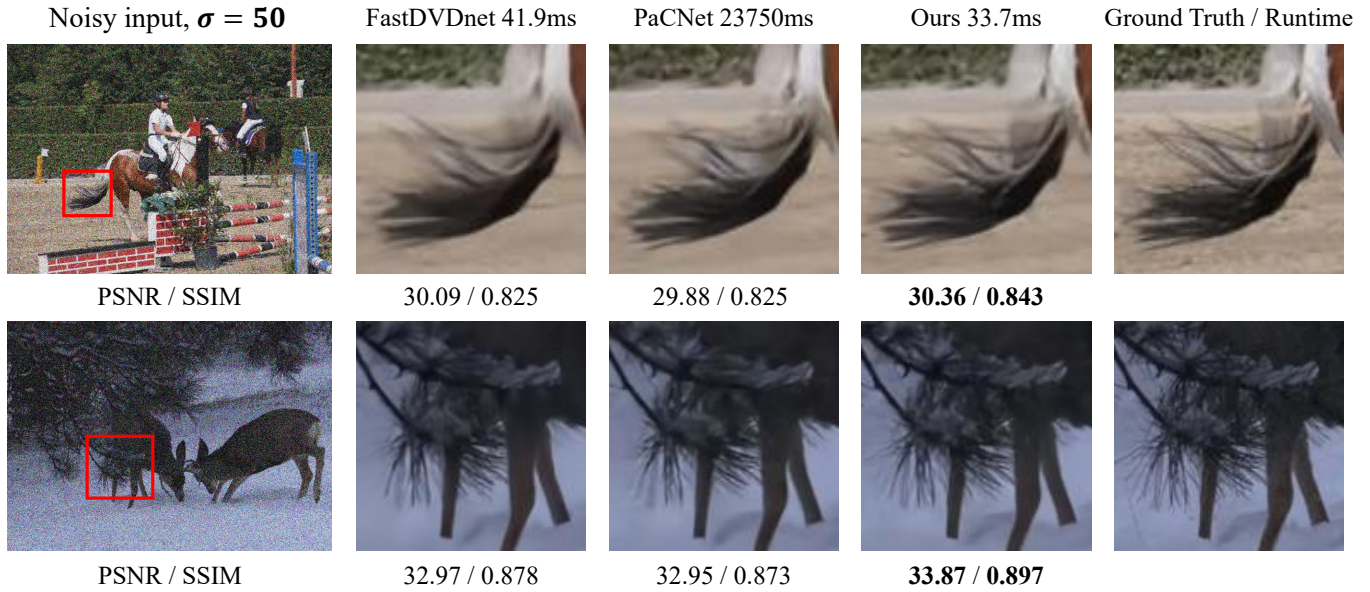 Noisy input, σ = 50 FastDVDnet 41.9ms PaCNet 23750ms Ours 33.7ms Ground Truth / Runtime
PSNR / SSIM 30.09 / 0.825 29.88 / 0.825 30.36 / 0.843
PSNR / SSIM 32.97 / 0.878 32.95 / 0.873 33.87 / 0.897